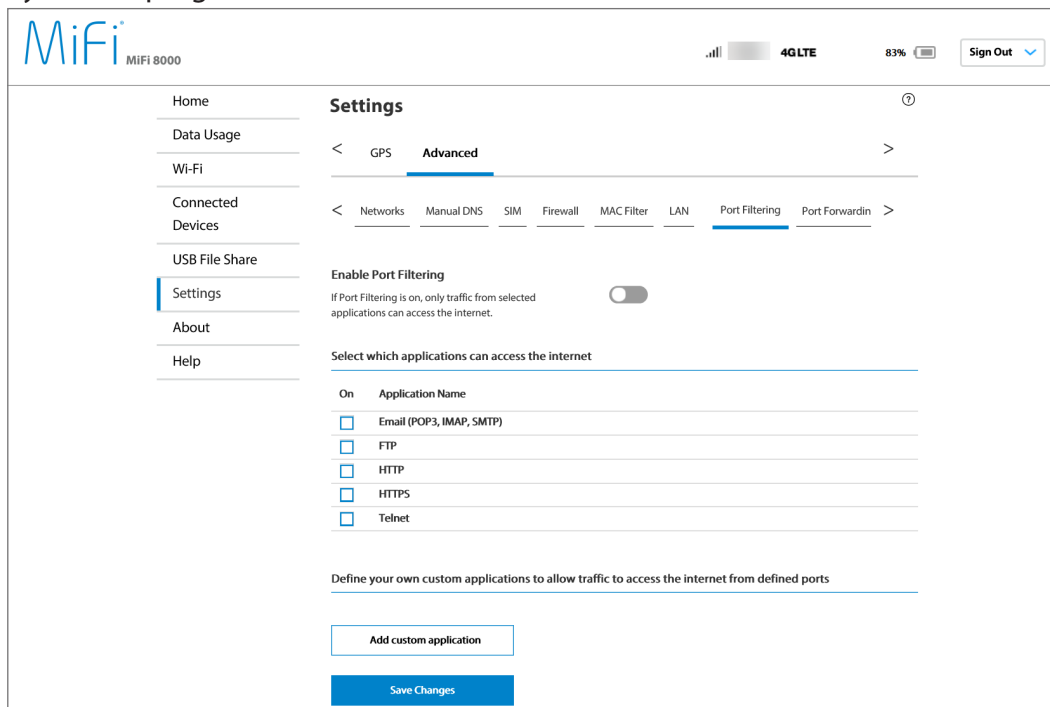 MiFi MiFi 8000
4G LTE
83%
Sign Out
Home
Data Usage
Wi-Fi
Connected
Devices
USB File Share
Settings
About
Help
Settings
?
< GPS Advanced >
< Networks Manual DNS SIM Firewall MAC Filter LAN Port Filtering Port Forwardin >
Enable Port Filtering
If Port Filtering is on, only traffic from selected
applications can access the internet.
Select which applications can access the internet
On Application Name
Email (POP3, IMAP, SMTP)
FTP
HTTP
HTTPS
Telnet
Define your own custom applications to allow traffic to access the internet from defined ports
Add custom application
Save Changes